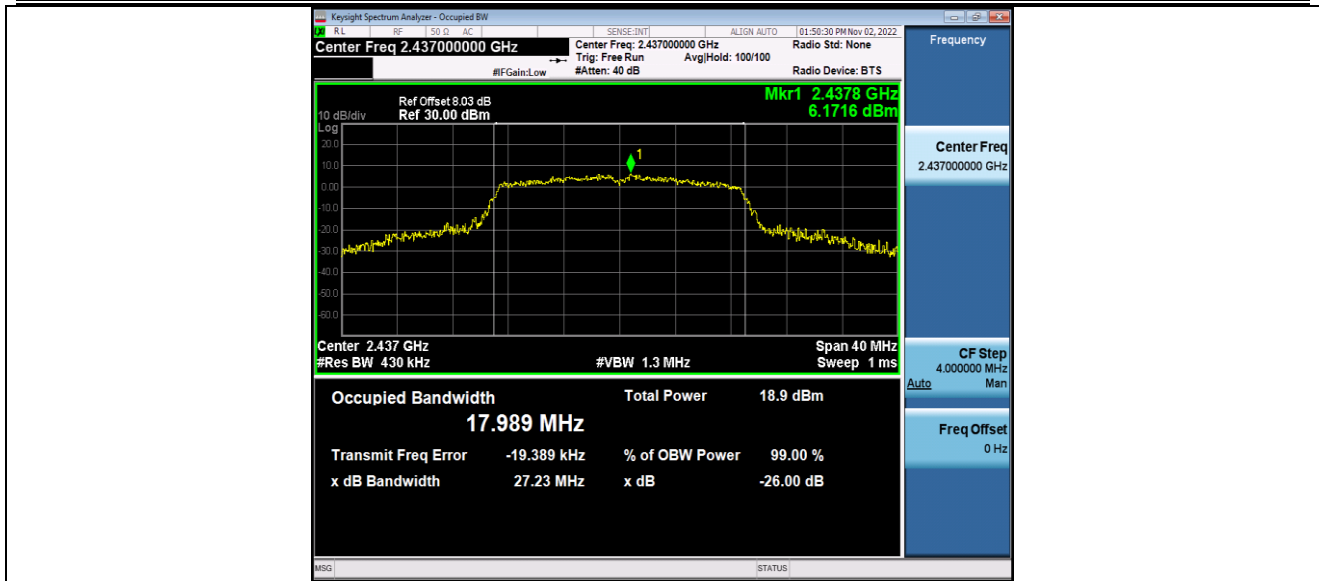 Keysight Spectrum Analyzer - Occupied BW
RL RF 50 Ω AC SENSE:INT ALIGN AUTO 01:50:30 PM Nov 02, 2022
Center Freq 2.437000000 GHz Center Freq: 2.437000000 GHz Radio Std: None
Trig: Free Run Avg|Hold: 100/100
#IFGain:Low #Atten: 40 dB Radio Device: BTS
Frequency
Mkr1 2.4378 GHz
6.1716 dBm
Ref Offset 8.03 dB
10 dB/div Ref 30.00 dBm
Log
20.0
10.0
0.00
-10.0
-20.0
-30.0
-40.0
-50.0
-60.0
1
Center 2.437 GHz Span 40 MHz
#Res BW 430 kHz #VBW 1.3 MHz Sweep 1 ms
Occupied Bandwidth Total Power 18.9 dBm
17.989 MHz
Transmit Freq Error -19.389 kHz % of OBW Power 99.00 %
x dB Bandwidth 27.23 MHz x dB -26.00 dB
Center Freq
2.437000000 GHz
CF Step
4.000000 MHz
Auto Man
Freq Offset
0 Hz
MSG STATUS